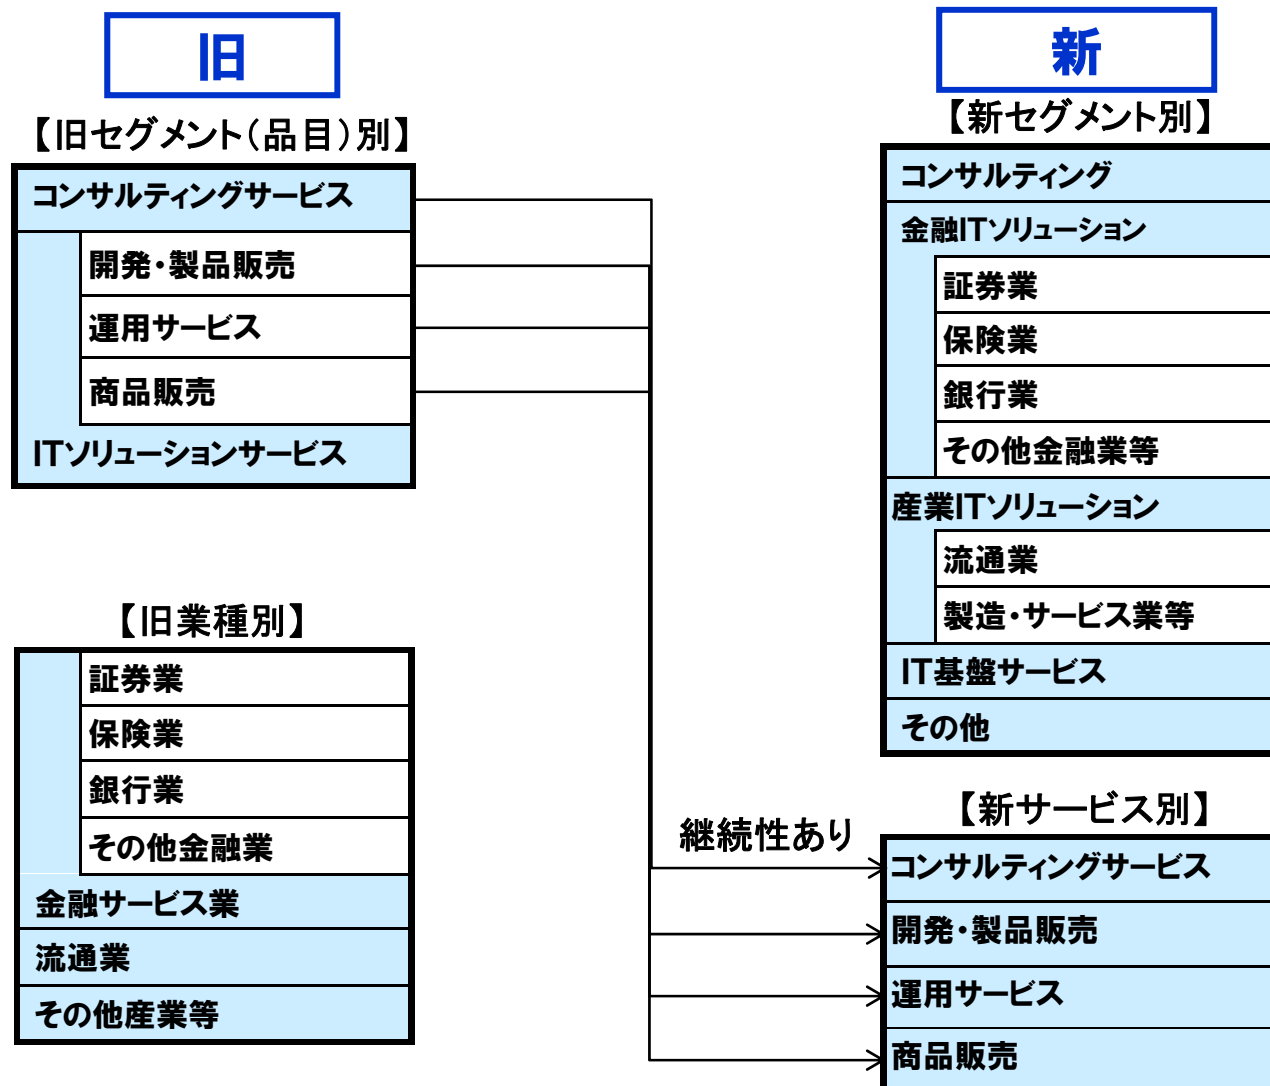 旧
【旧セグメント(品目)別】
コンサルティングサービス
開発・製品販売
運用サービス
商品販売
ITソリューションサービス
【旧業種別】
証券業
保険業
銀行業
その他金融業
金融サービス業
流通業
その他産業等
新
【新セグメント別】
コンサルティング
金融ITソリューション
証券業
保険業
銀行業
その他金融業等
産業ITソリューション
流通業
製造・サービス業等
IT基盤サービス
その他
継続性あり
【新サービス別】
コンサルティングサービス
開発・製品販売
運用サービス
商品販売